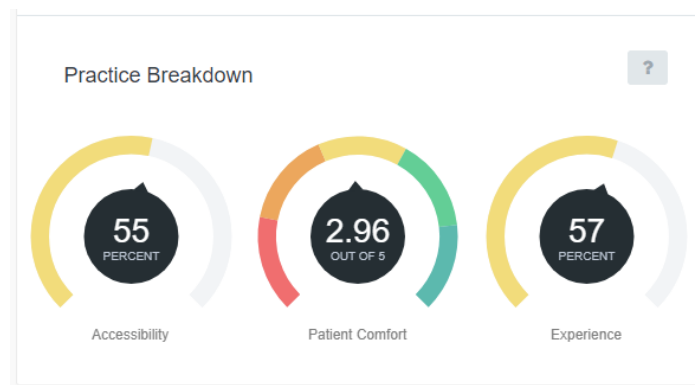 Practice Breakdown
?
55
PERCENT
Accessibility
2.96
OUT OF 5
Patient Comfort
57
PERCENT
Experience